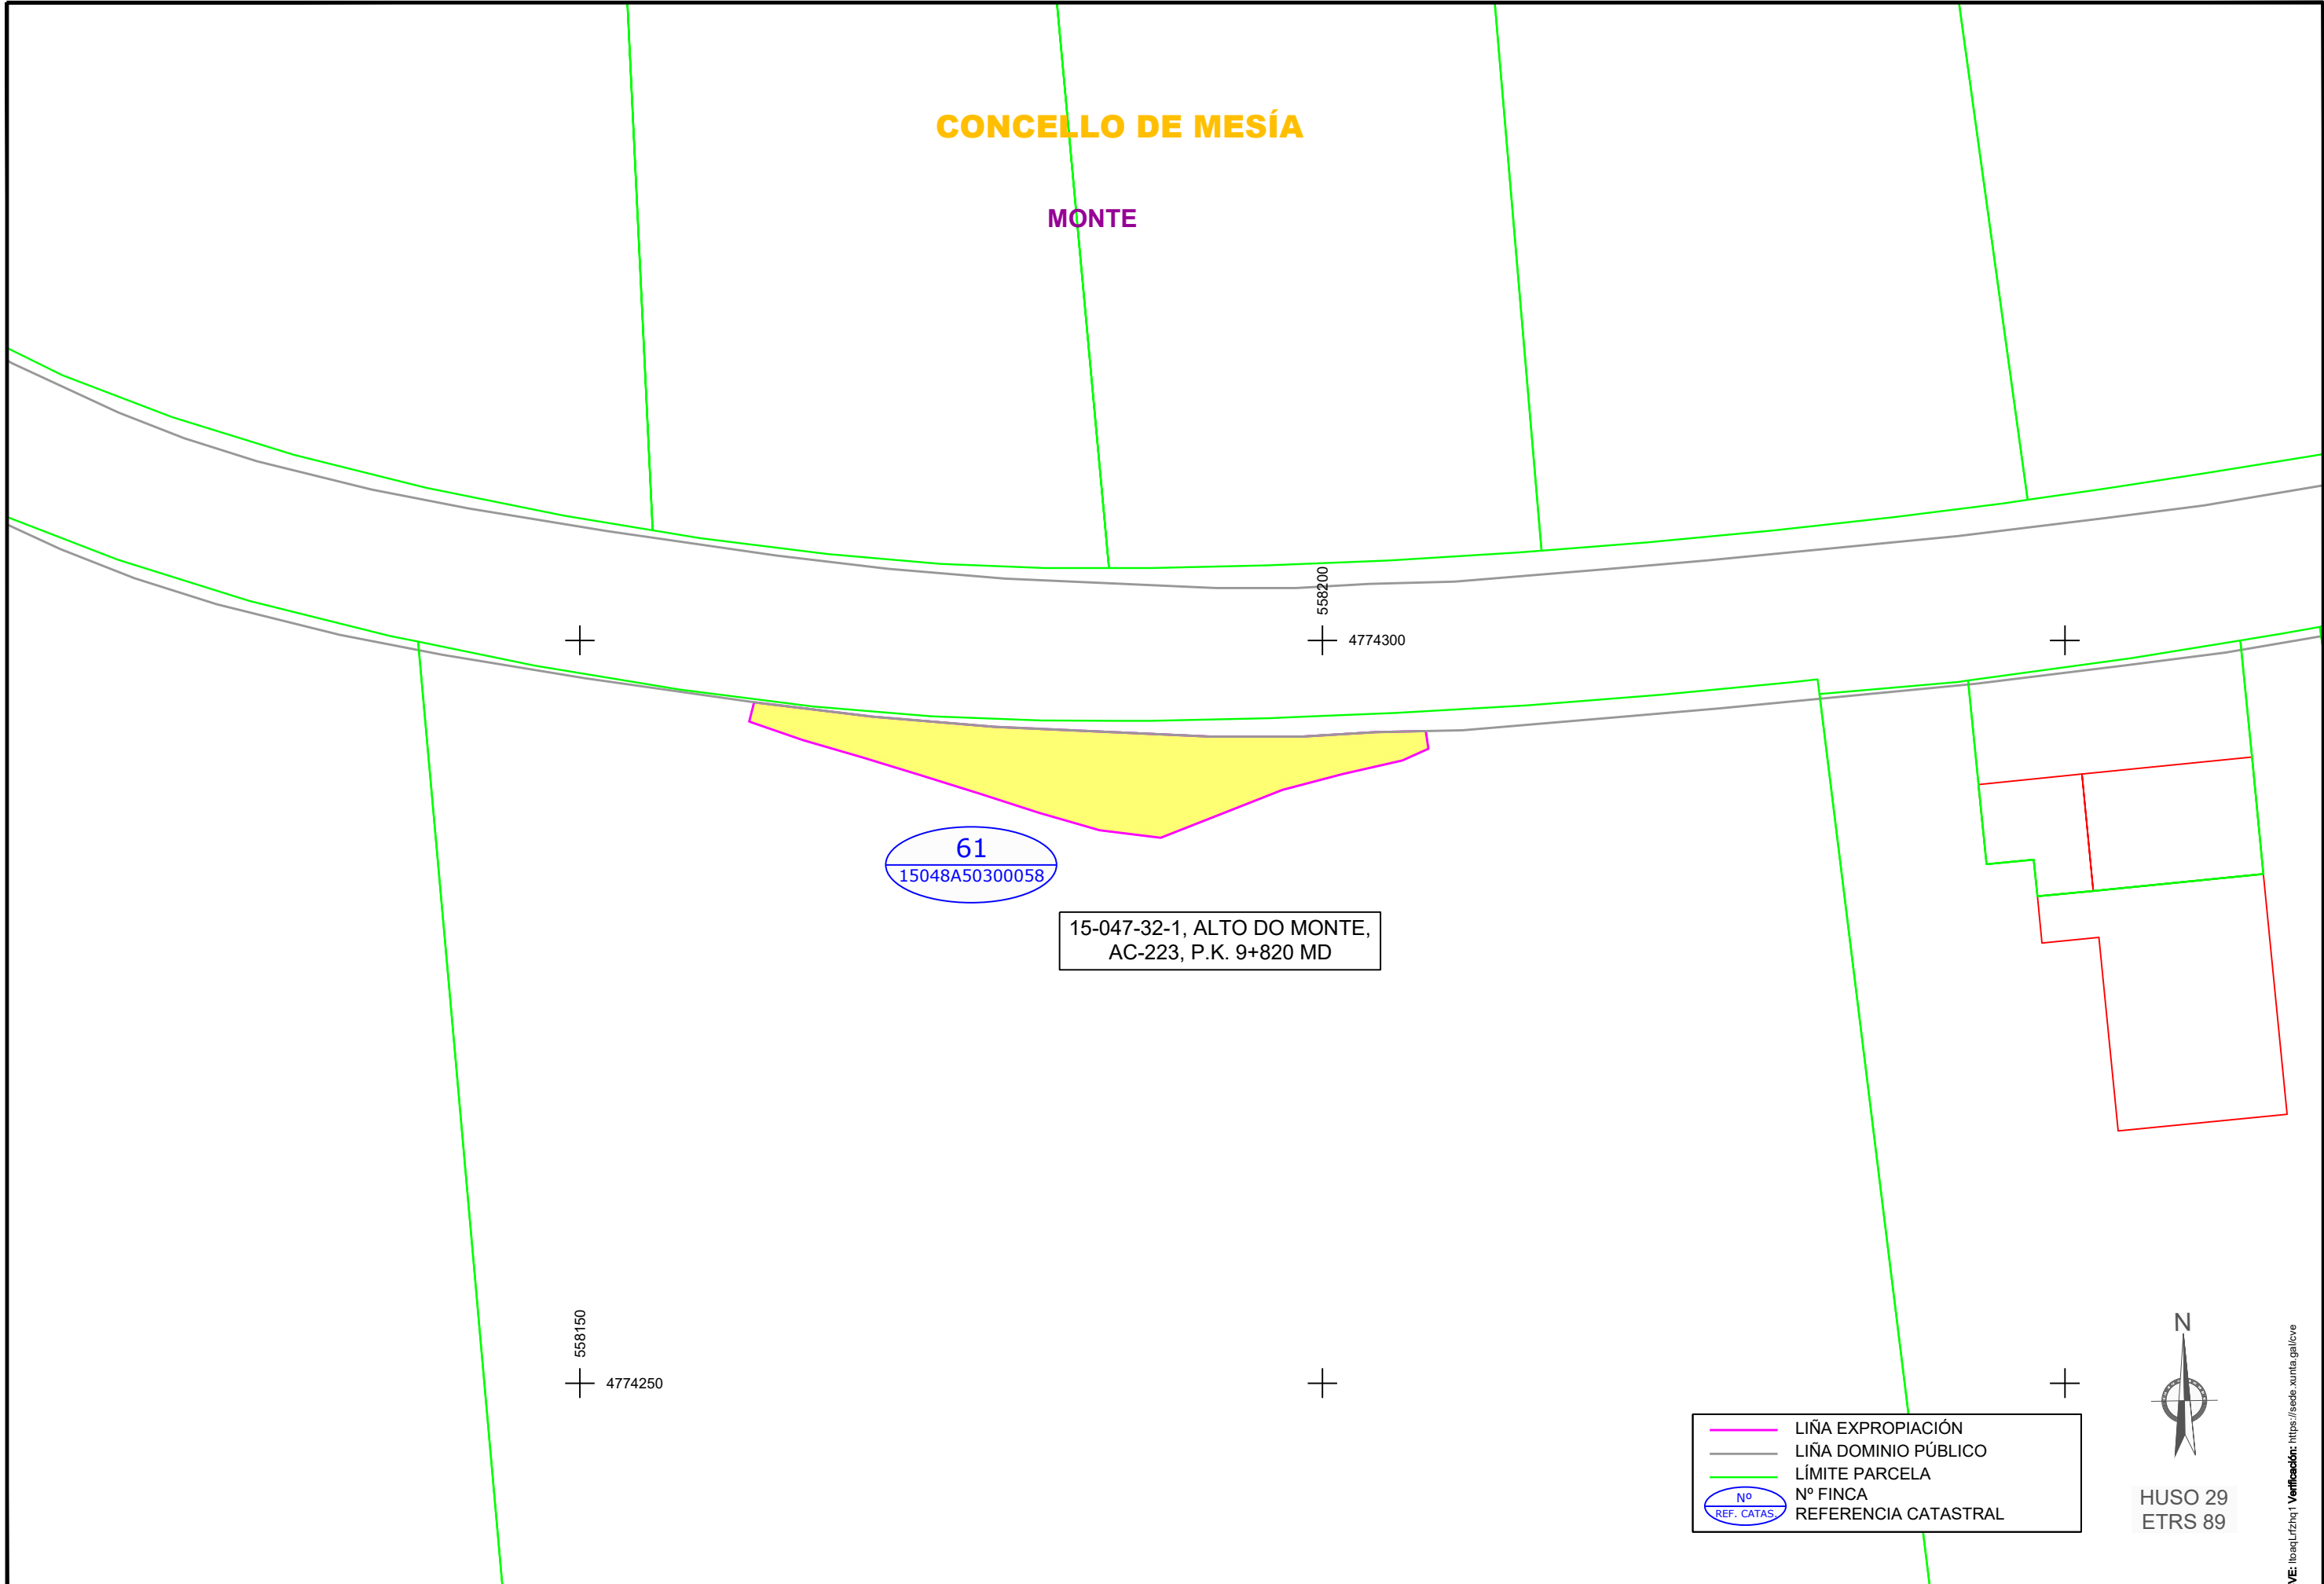 CONCELLO DE MESÍA
MONTE
558200
4774300
61
15048A50300058
15-047-32-1, ALTO DO MONTE,
AC-223, P.K. 9+820 MD
558150
4774250
LIÑA EXPROPIACIÓN
LIÑA DOMINIO PÚBLICO
LÍMITE PARCELA
Nº
REF. CATAS.
Nº FINCA
REFERENCIA CATASTRAL
N
HUSO 29
ETRS 89
Verificación: https://sede.xunta.gal/cve